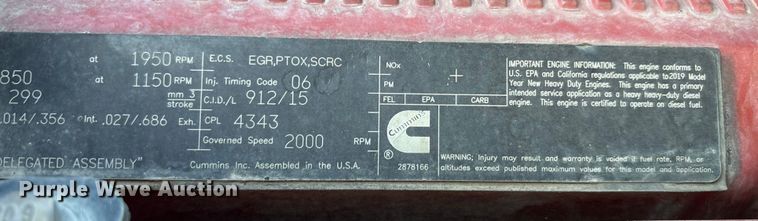 at 1950 RPM
850 at 1150 RPM
299 mm 3 stroke
.014/.356 Int. .027/.686 Exh.
DELEGATED ASSEMBLY"
E.C.S. EGR,PTOX,SCRC
Inj. Timing Code 06
C.I.D./L 912/15
CPL 4343
Governed Speed 2000 RPM
Cummins Inc. Assembled in the U.S.A.
NOx
PM
+
FEL EPA CARB
Cummins
®
2878166
IMPORTANT ENGINE INFORMATION: This engine conforms to
U.S. EPA and California regulations applicable to 2019 Model
Year New Heavy Duty Engines. This engine has a primary
intended service application as a heavy heavy-duty diesel
engine. This engine is certified to operate on diesel fuel.
WARNING; Injury may result and warranty is voided if fuel rate, RPM, or
altitudes exceed published maximum values for this model and application.
Purple Wave Auction